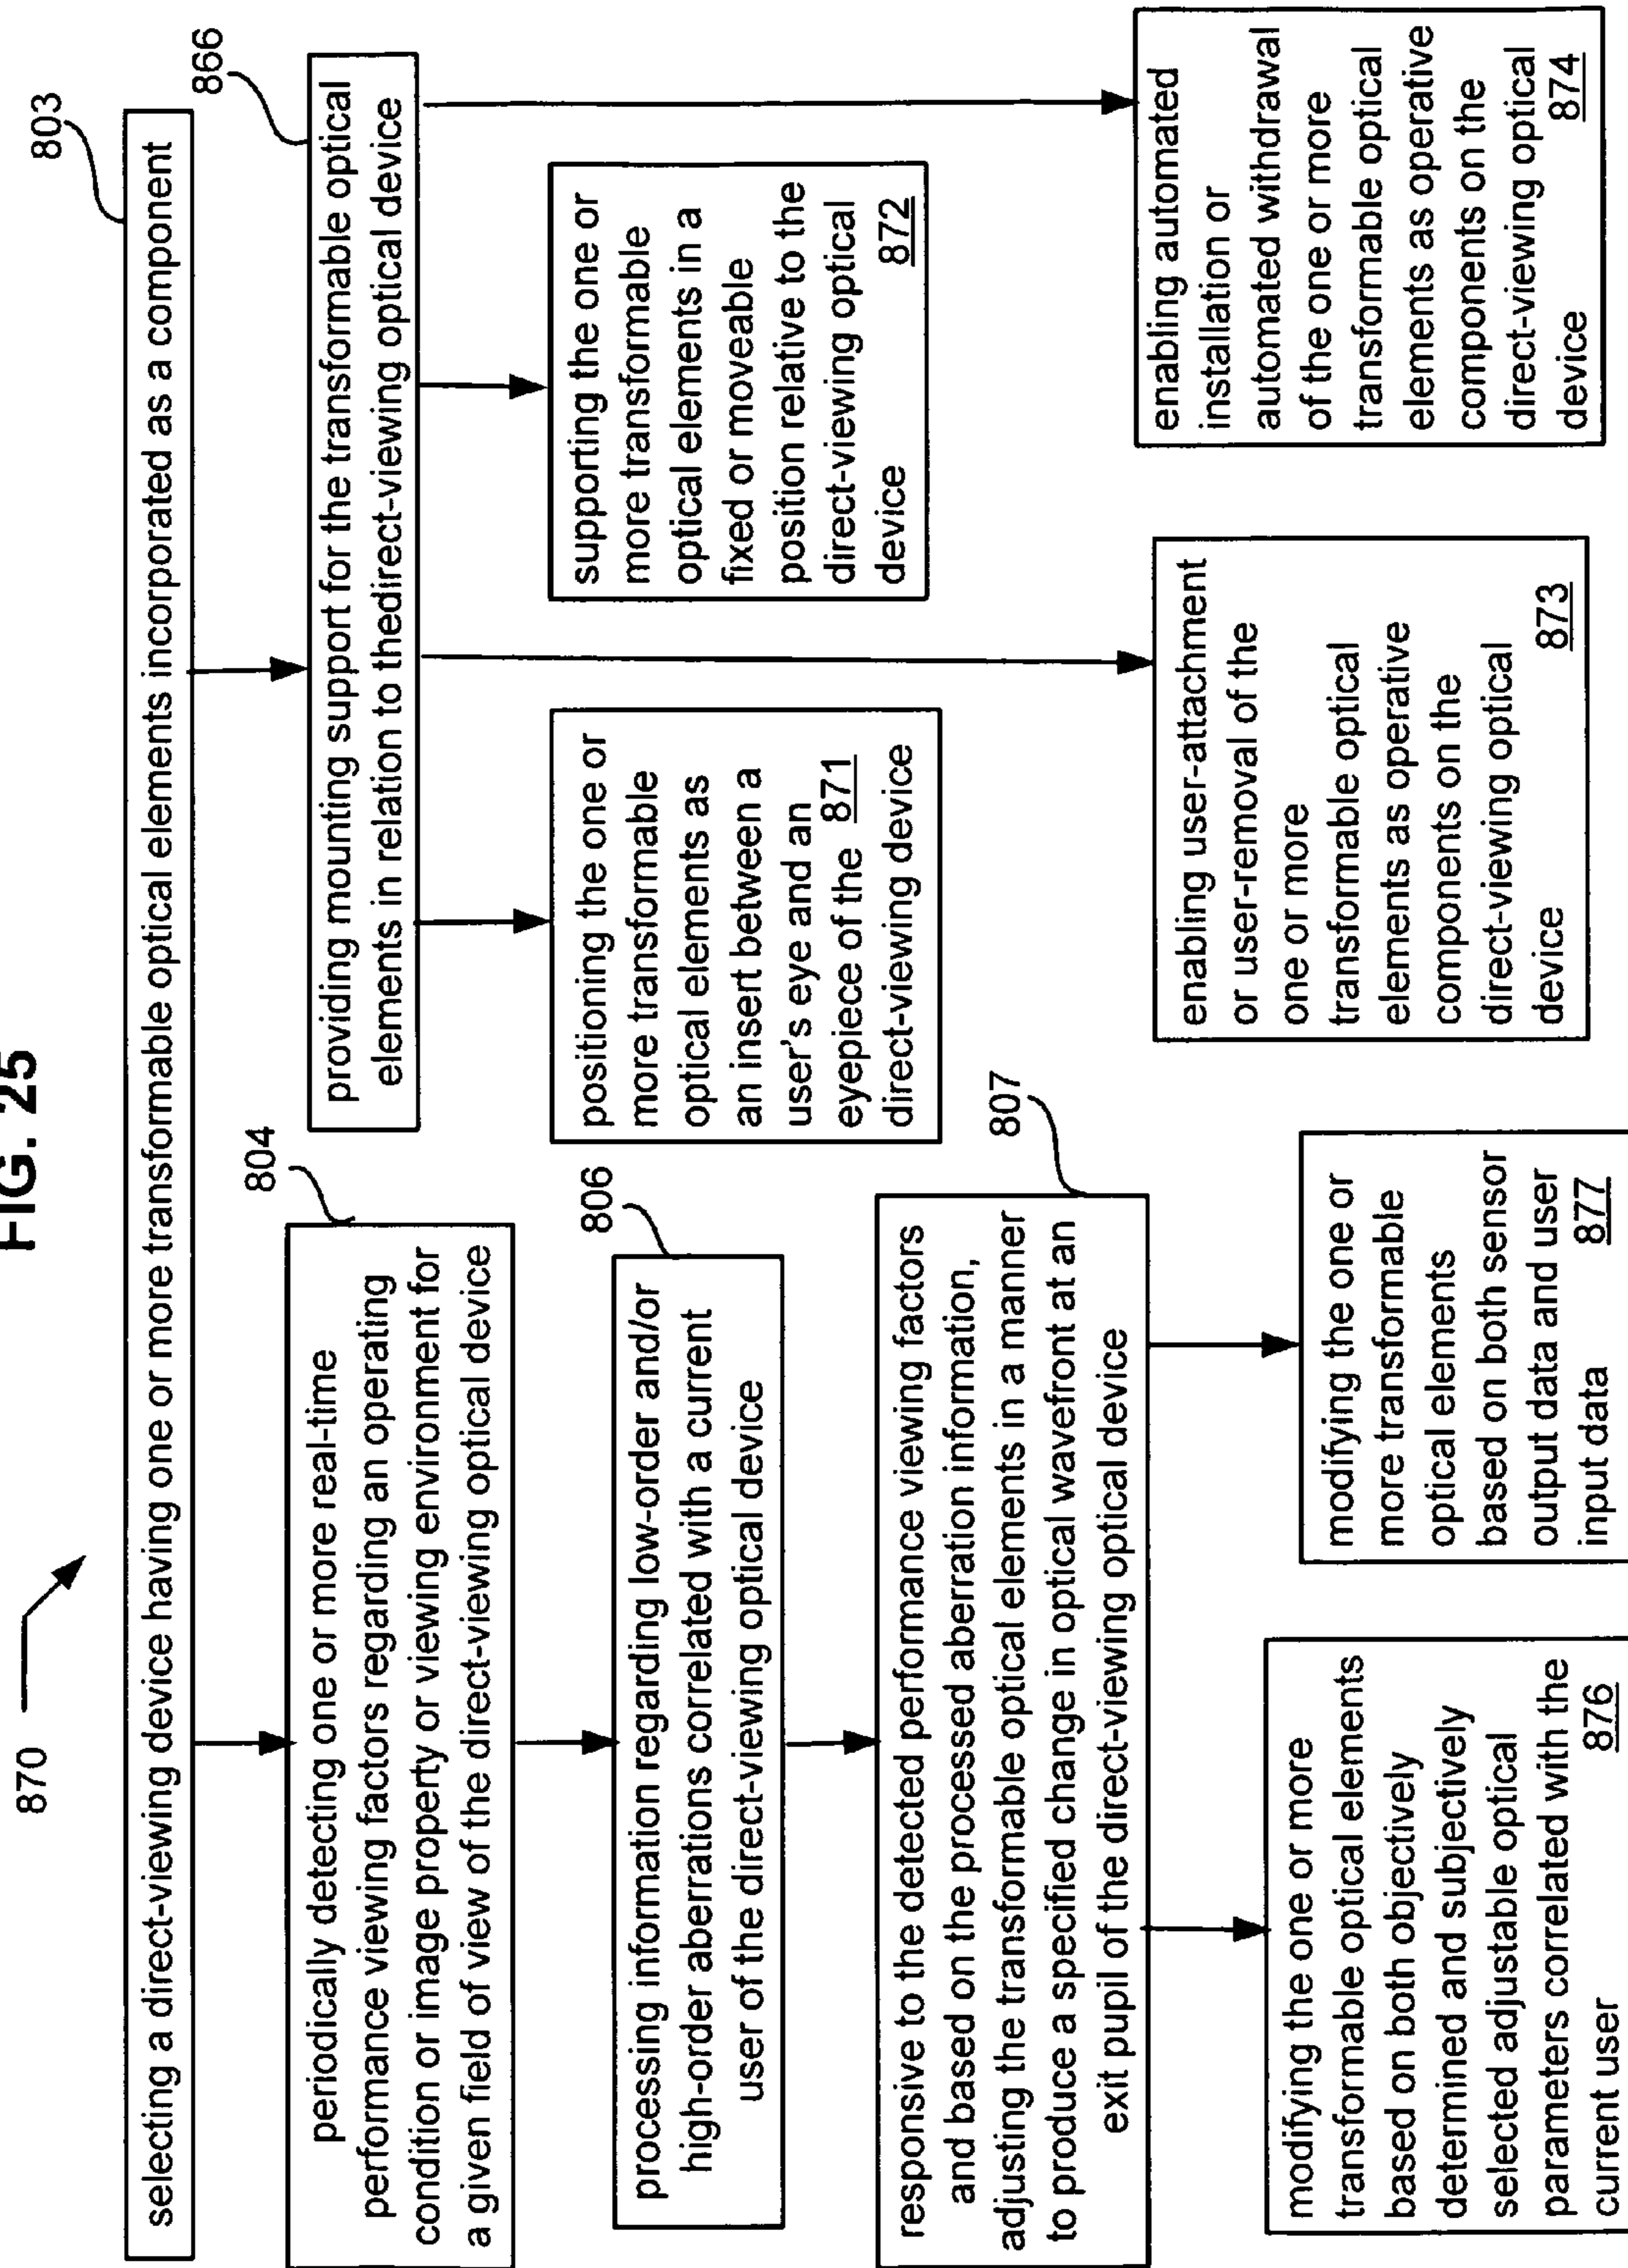 FIG. 25
870
803
selecting a direct-viewing device having one or more transformable optical elements incorporated as a component
804
periodically detecting one or more real-time
performance viewing factors regarding an operating
condition or image property or viewing environment for
a given field of view of the direct-viewing optical device
866
providing mounting support for the transformable optical
elements in relation to thedirect-viewing optical device
806
processing information regarding low-order and/or
high-order aberrations correlated with a current
user of the direct-viewing optical device
positioning the one or
more transformable
optical elements as
an insert between a
user's eye and an
eyepiece of the 871
direct-viewing device
supporting the one or
more transformable
optical elements in a
fixed or moveable
position relative to the
direct-viewing optical
device 872
807
responsive to the detected performance viewing factors
and based on the processed aberration information,
adjusting the transformable optical elements in a manner
to produce a specified change in optical wavefront at an
exit pupil of the direct-viewing optical device
enabling user-attachment
or user-removal of the
one or more
transformable optical
elements as operative
components on the
direct-viewing optical
device 873
enabling automated
installation or
automated withdrawal
of the one or more
transformable optical
elements as operative
components on the
direct-viewing optical
device 874
modifying the one or more
transformable optical elements
based on both objectively
determined and subjectively
selected adjustable optical
parameters correlated with the
current user 876
modifying the one or
more transformable
optical elements
based on both sensor
output data and user
input data 877